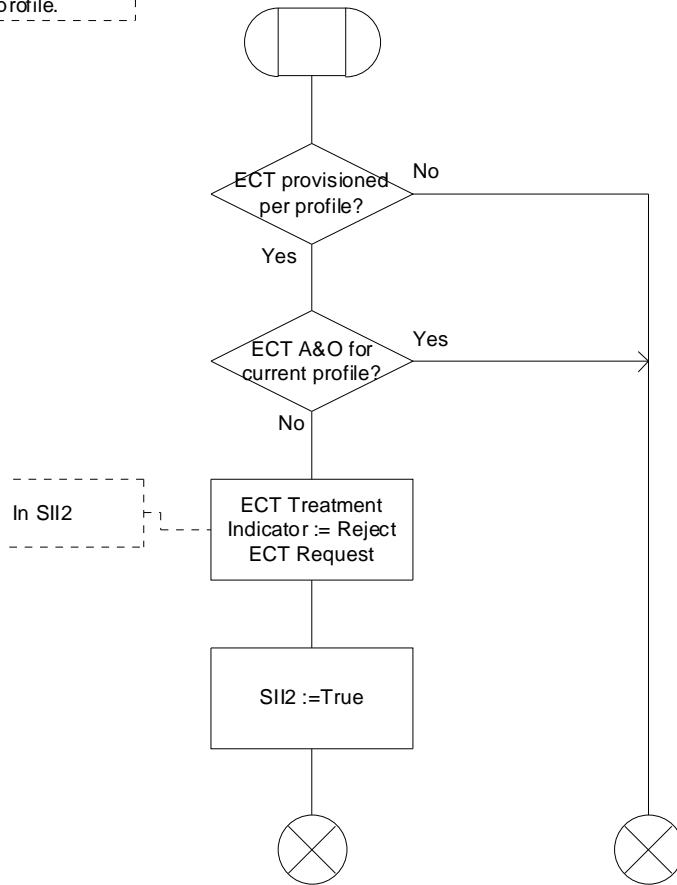 profile.
ECT provisioned
per profile?
No
Yes
ECT A&O for
current profile?
Yes
No
In SII2
ECT Treatment
Indicator := Reject
ECT Request
SII2 :=True